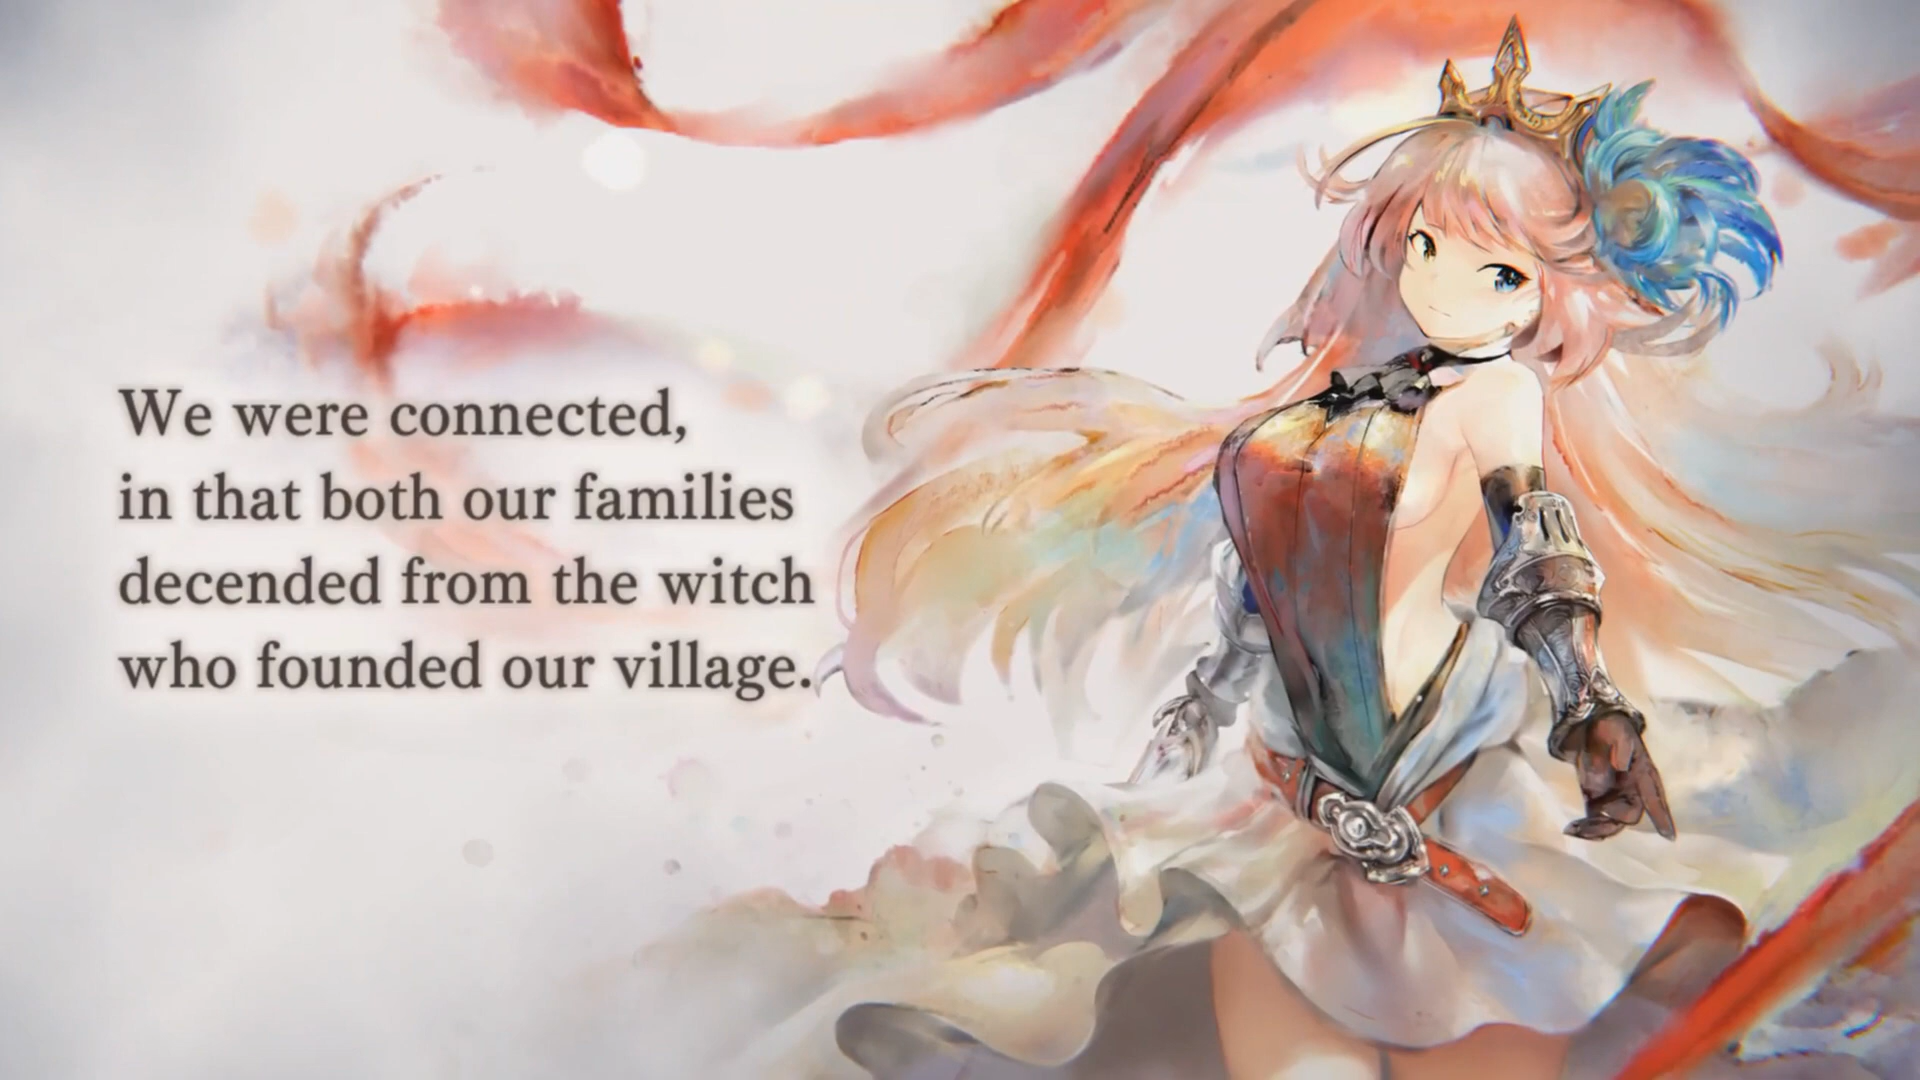 We were connected,
in that both our families
decended from the witch
who founded our village.